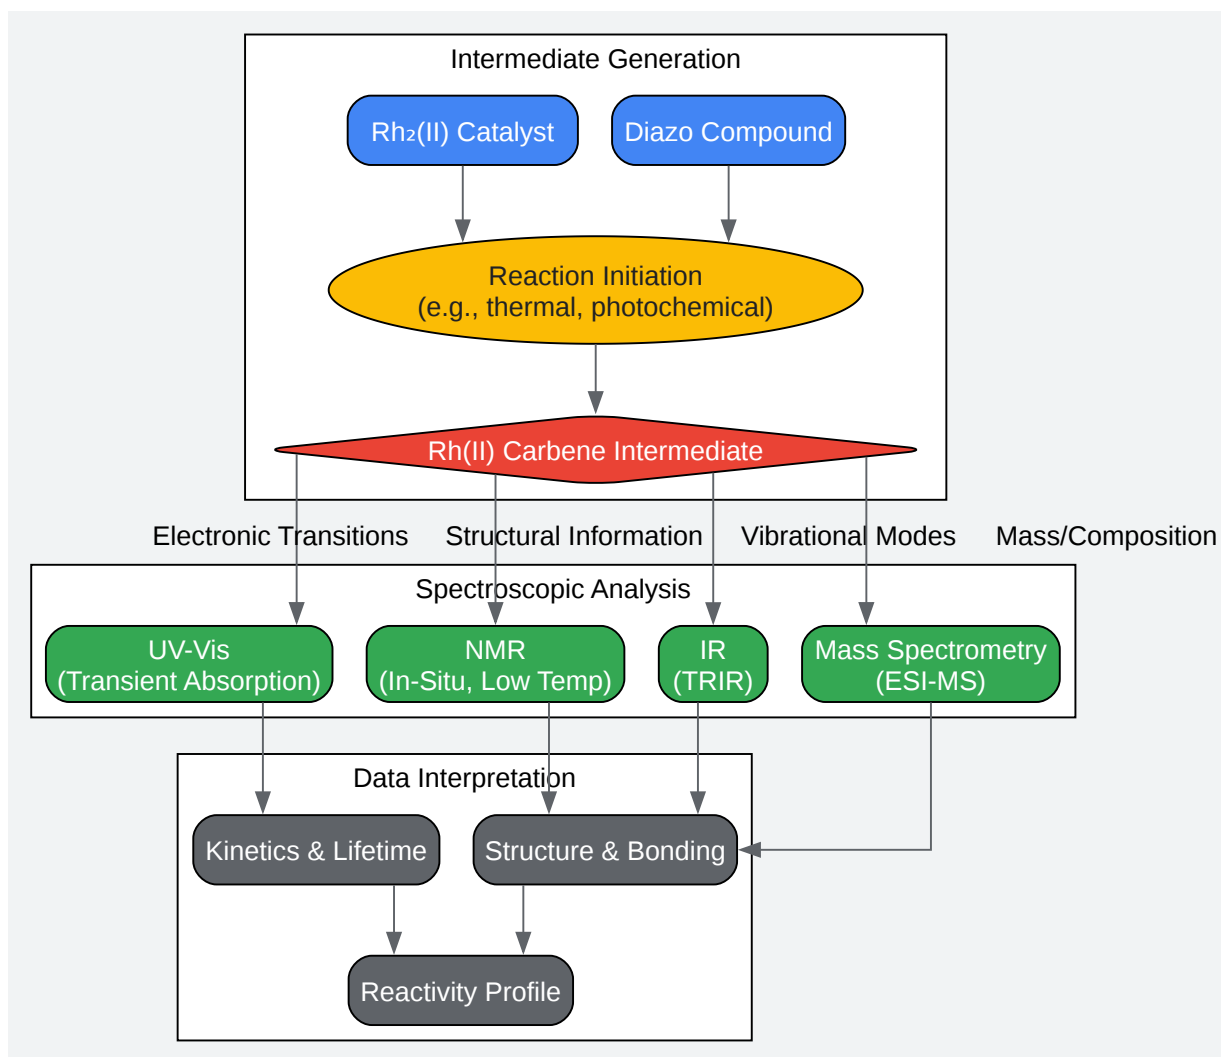 Intermediate Generation
Rh₂(II) Catalyst
Diazo Compound
Reaction Initiation
(e.g., thermal, photochemical)
Rh(II) Carbene Intermediate
Electronic Transitions
Structural Information
Vibrational Modes
Mass/Composition
Spectroscopic Analysis
UV-Vis
(Transient Absorption)
NMR
(In-Situ, Low Temp)
IR
(TRIR)
Mass Spectrometry
(ESI-MS)
Data Interpretation
Kinetics & Lifetime
Structure & Bonding
Reactivity Profile